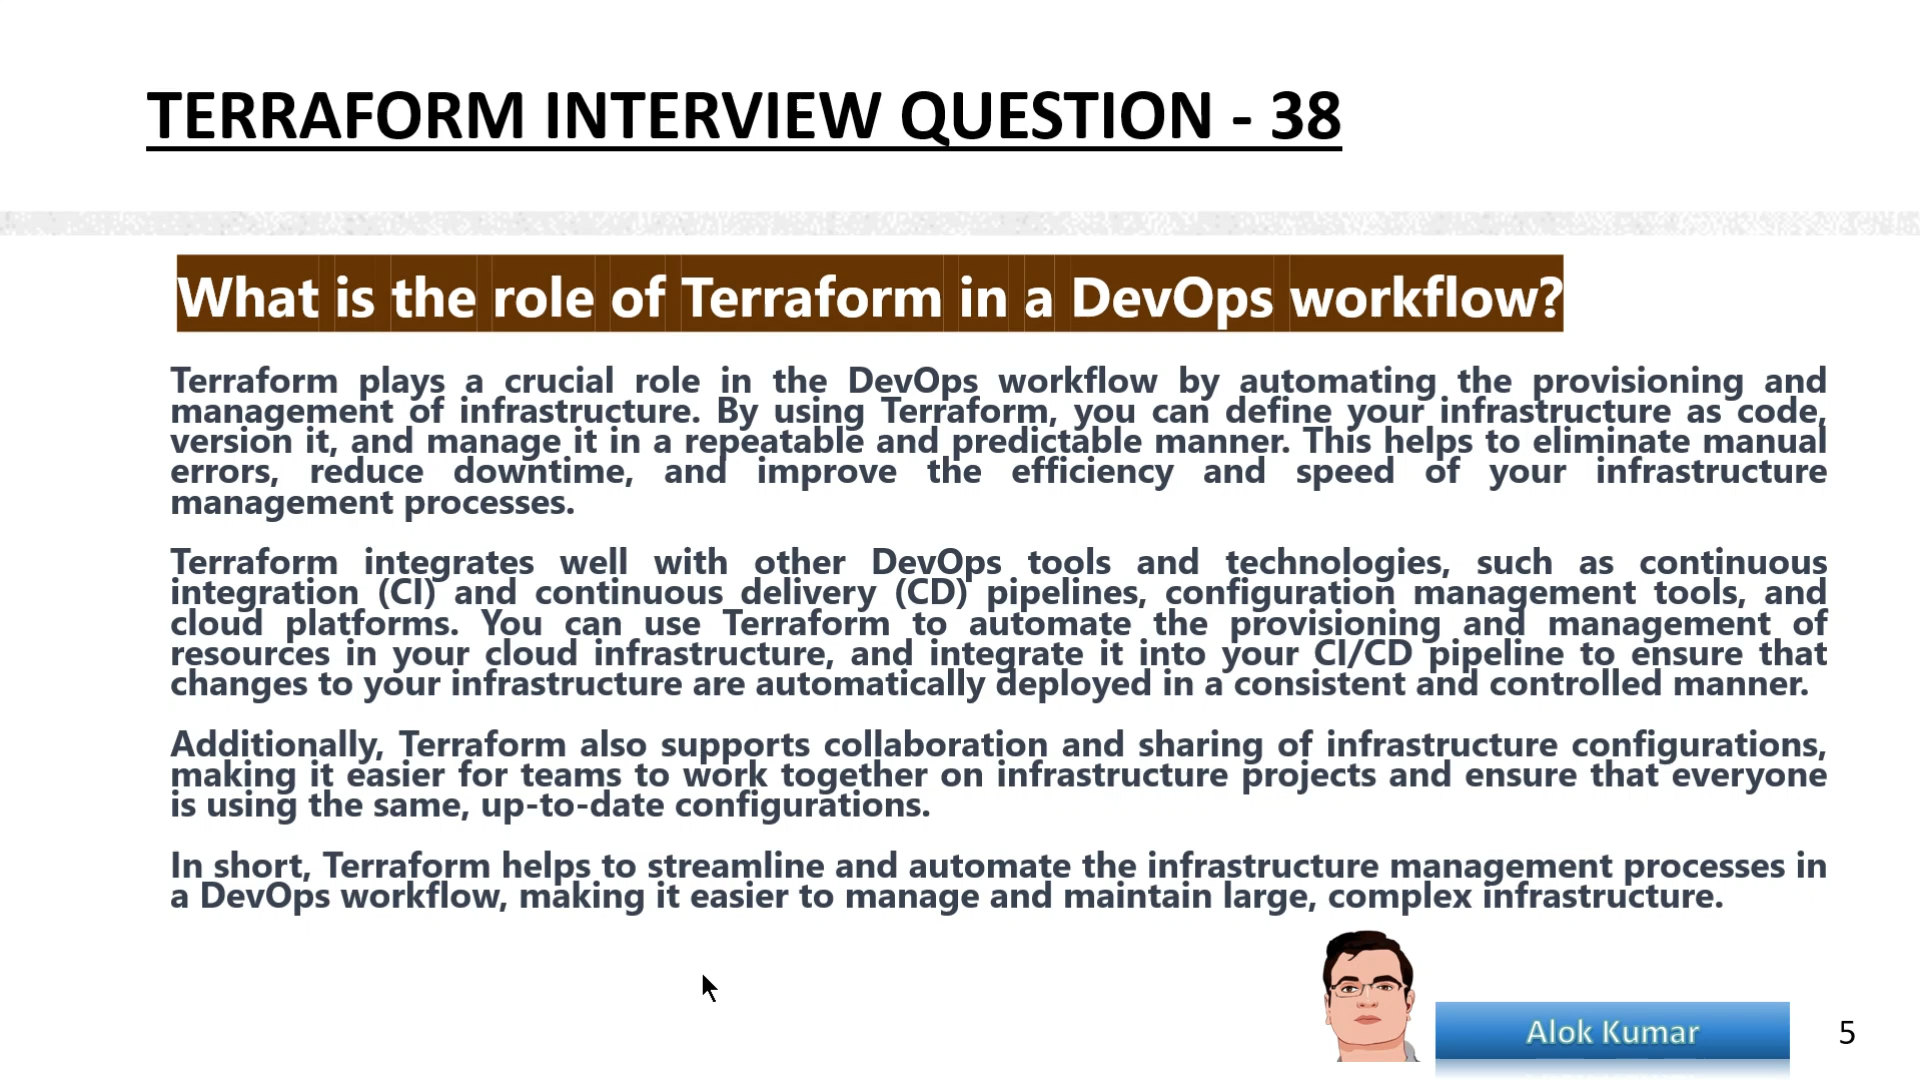 TERRAFORM INTERVIEW QUESTION - 38
What is the role of Terraform in a DevOps workflow?
Terraform plays a crucial role in the DevOps workflow by automating the provisioning and
management of infrastructure. By using Terraform, you can define your infrastructure as code,
version it, and manage it in a repeatable and predictable manner. This helps to eliminate manual
errors, reduce downtime, and improve the efficiency and speed of your infrastructure
management processes.
Terraform integrates well with other DevOps tools and technologies, such as continuous
integration (CI) and continuous delivery (CD) pipelines, configuration management tools, and
cloud platforms. You can use Terraform to automate the provisioning and management of
resources in your cloud infrastructure, and integrate it into your CI/CD pipeline to ensure that
changes to your infrastructure are automatically deployed in a consistent and controlled manner.
Additionally, Terraform also supports collaboration and sharing of infrastructure configurations,
making it easier for teams to work together on infrastructure projects and ensure that everyone
is using the same, up-to-date configurations.
In short, Terraform helps to streamline and automate the infrastructure management processes in
a DevOps workflow, making it easier to manage and maintain large, complex infrastructure.
Alok Kumar
5